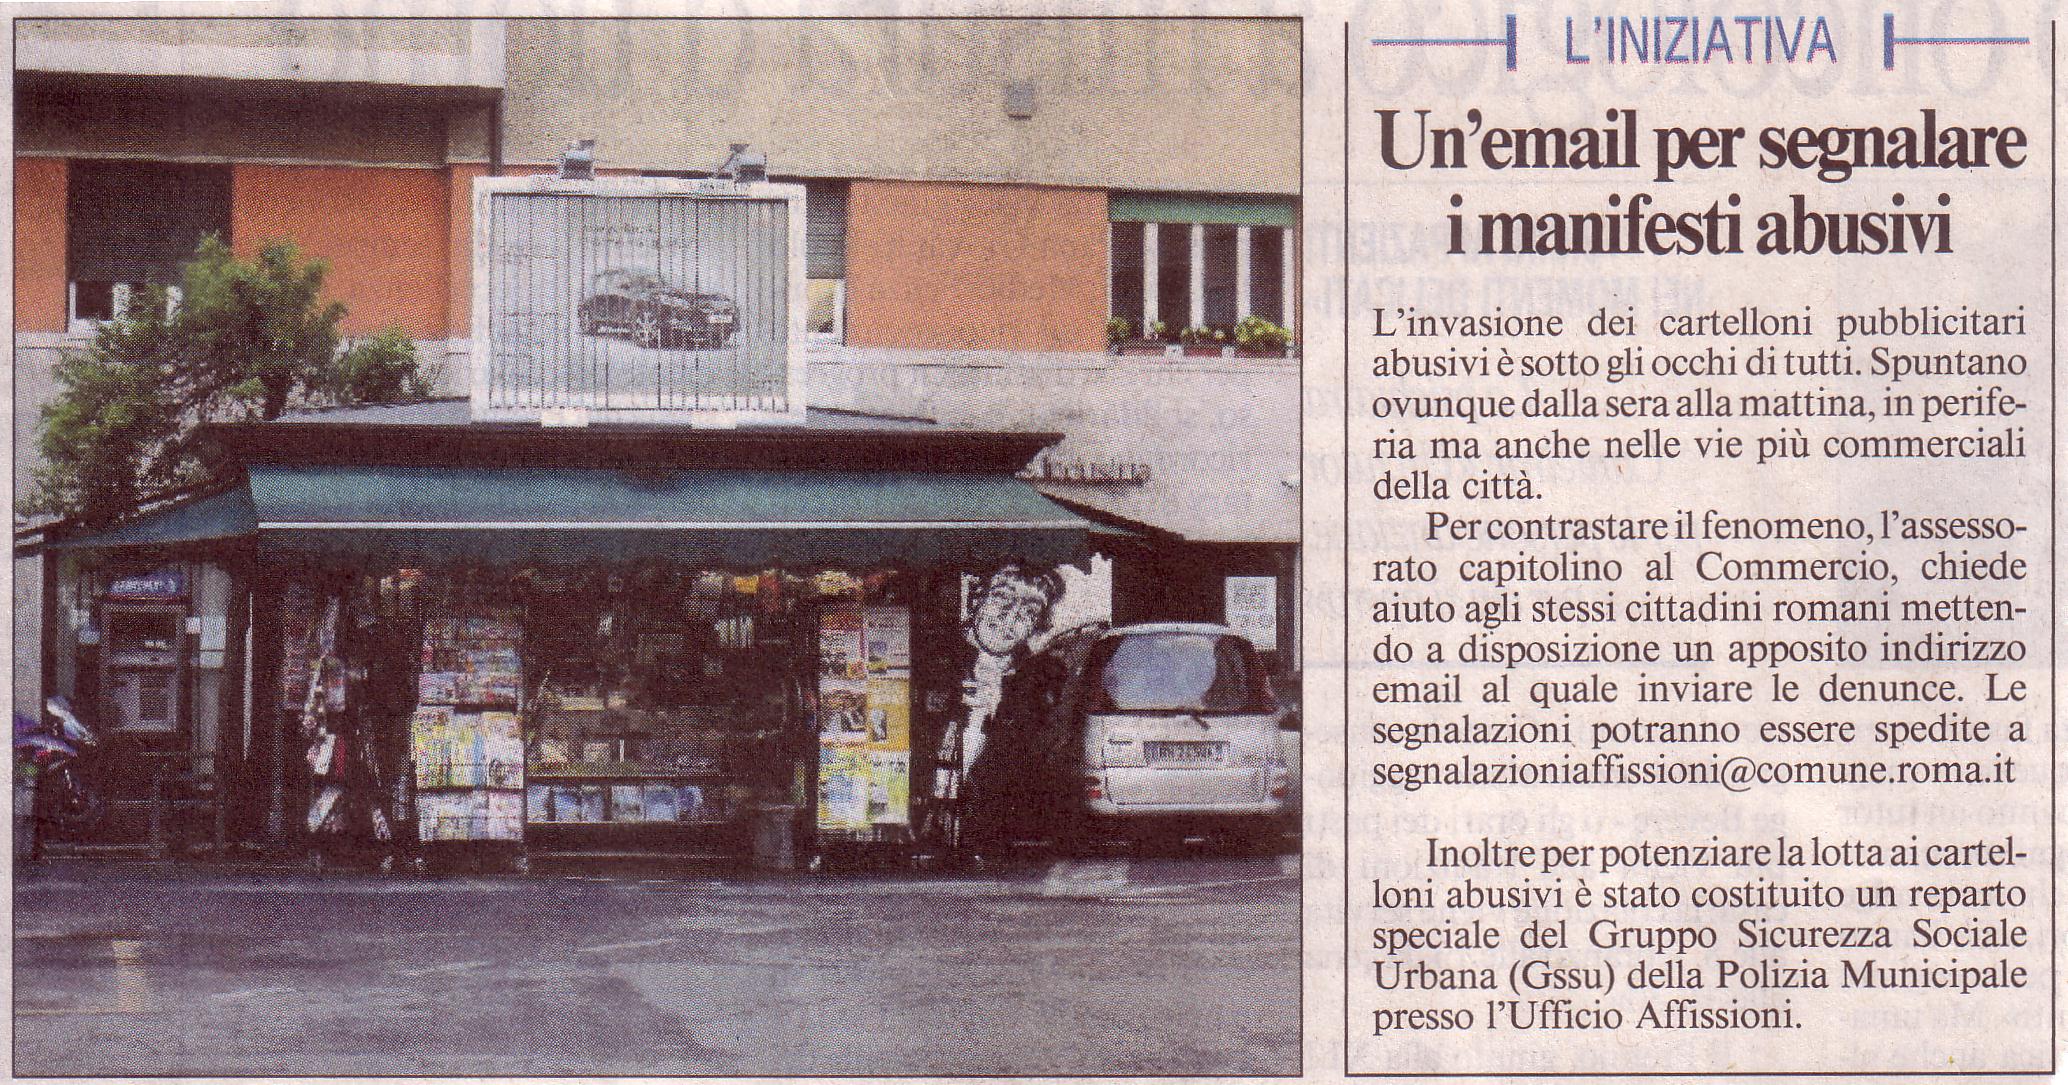 L'INIZIATIVA
Un'email per segnalare
i manifesti abusivi
L'invasione dei cartelloni pubblicitari
abusivi è sotto gli occhi di tutti. Spuntano
ovunque dalla sera alla mattina, in perife-
ria ma anche nelle vie più commerciali
della città.
Per contrastare il fenomeno, l'assesso-
rato capitolino al Commercio, chiede
aiuto agli stessi cittadini romani metten-
do a disposizione un apposito indirizzo
email al quale inviare le denunce. Le
segnalazioni potranno essere spedite a
segnalazioniaffissioni@comune.roma.it
Inoltre per potenziare la lotta ai cartel-
loni abusivi è stato costituito un reparto
speciale del Gruppo Sicurezza Sociale
Urbana (Gssu) della Polizia Municipale
presso l'Ufficio Affissioni.